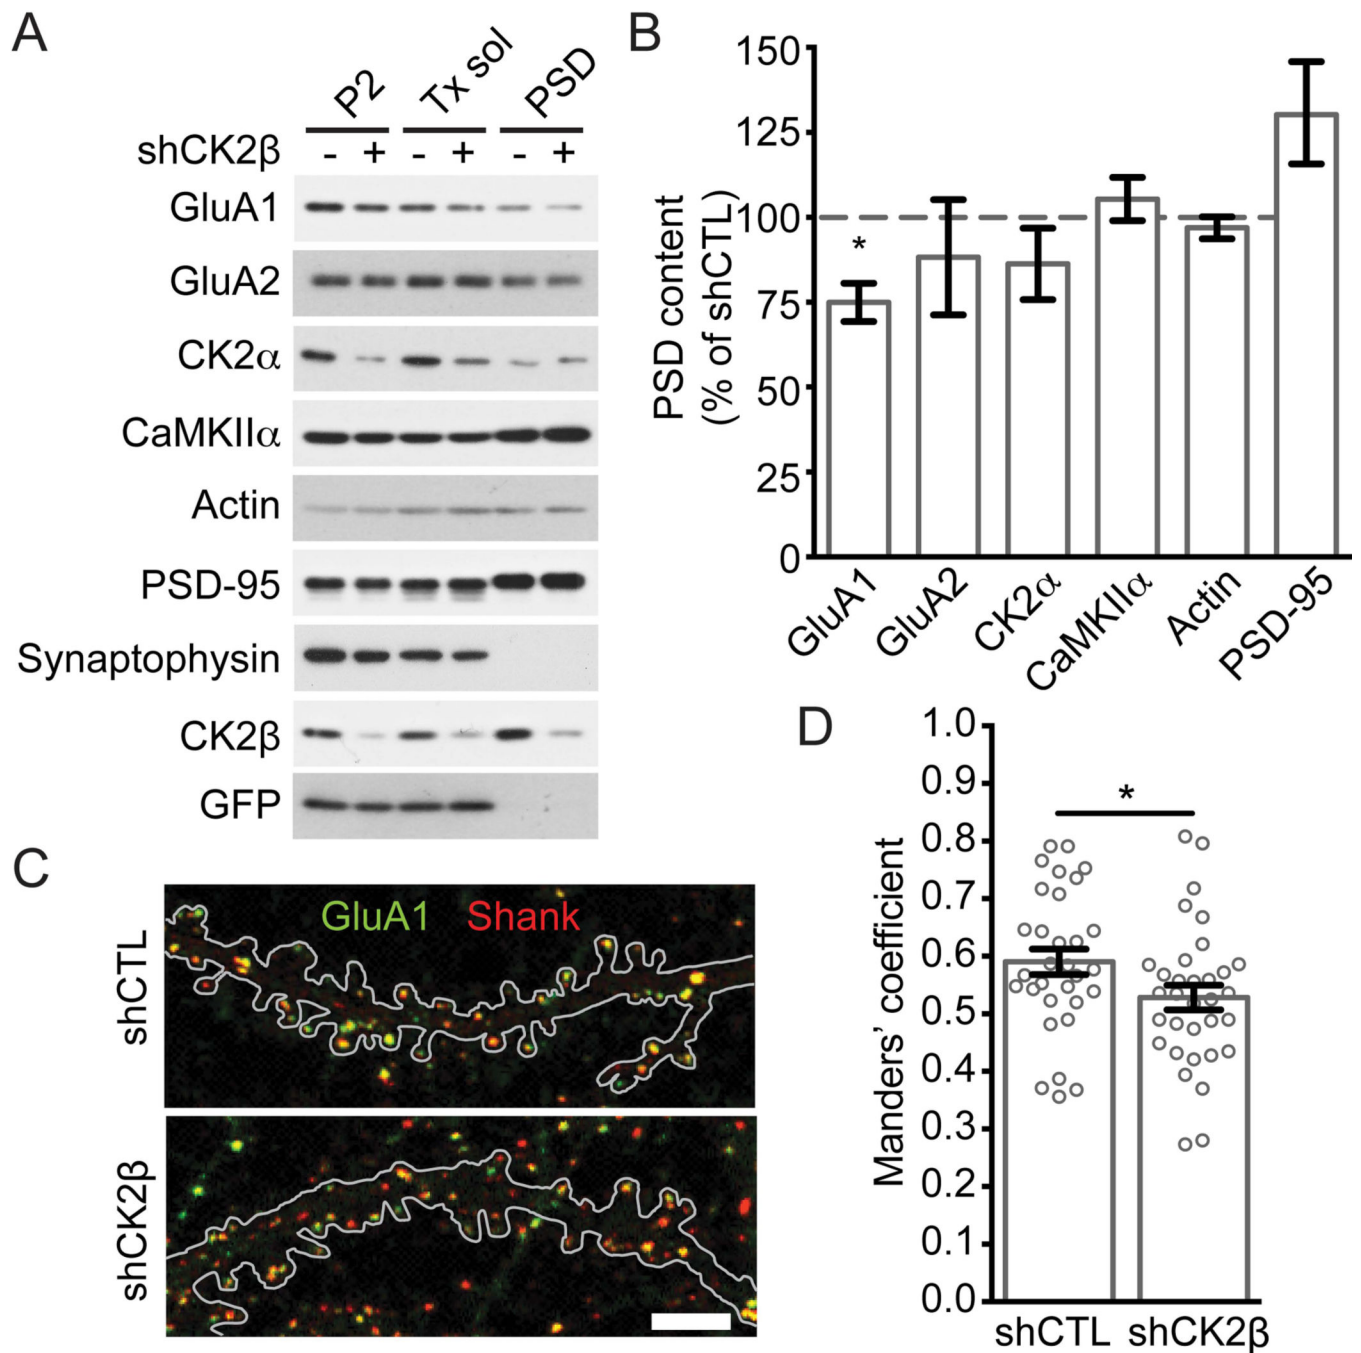 A
P2 Tx sol PSD
shCK2β - + - + - +
GluA1
GluA2
CK2α
CaMKIIα
Actin
PSD-95
Synaptophysin
CK2β
GFP
B
PSD content
(% of shCTL)
150
125
100
75
50
25
0
*
GluA1 GluA2 CK2α CaMKIIα Actin PSD-95
C
shCTL
GluA1 Shank
shCK2β
D
Manders' coefficient
1.0
0.9
0.8
0.7
0.6
0.5
0.4
0.3
0.2
0.1
0.0
*
shCTL shCK2β